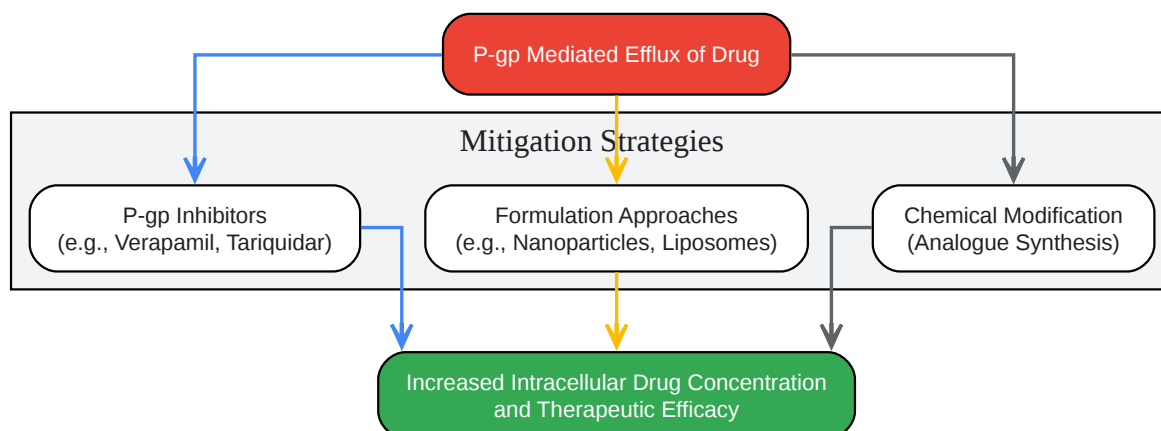 P-gp Mediated Efflux of Drug
Mitigation Strategies
P-gp Inhibitors
(e.g., Verapamil, Tariquidar)
Formulation Approaches
(e.g., Nanoparticles, Liposomes)
Chemical Modification
(Analogue Synthesis)
Increased Intracellular Drug Concentration
and Therapeutic Efficacy